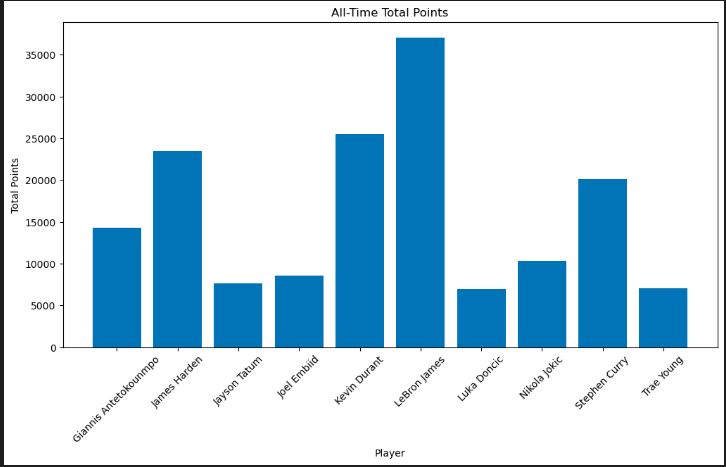 All-Time Total Points
Total Points
35000
30000
25000
20000
15000
10000
5000
0
Giannis Antetokounmpo
James Harden
Jayson Tatum
Joel Embiid
Kevin Durant
LeBron James
Luka Doncic
Nikola Jokic
Stephen Curry
Trae Young
Player